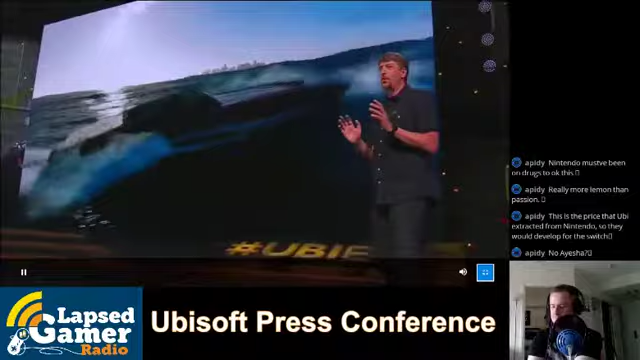 #UBIE
apidy Nintendo mustve been
on drugs to ok this
apidy Really more lemon than
passion.
apidy This is the price that Ubi
extracted from Nintendo, so they
would develop for the switch
apidy No Ayesha?
Lapsed
Gamer
Radio
Ubisoft Press Conference